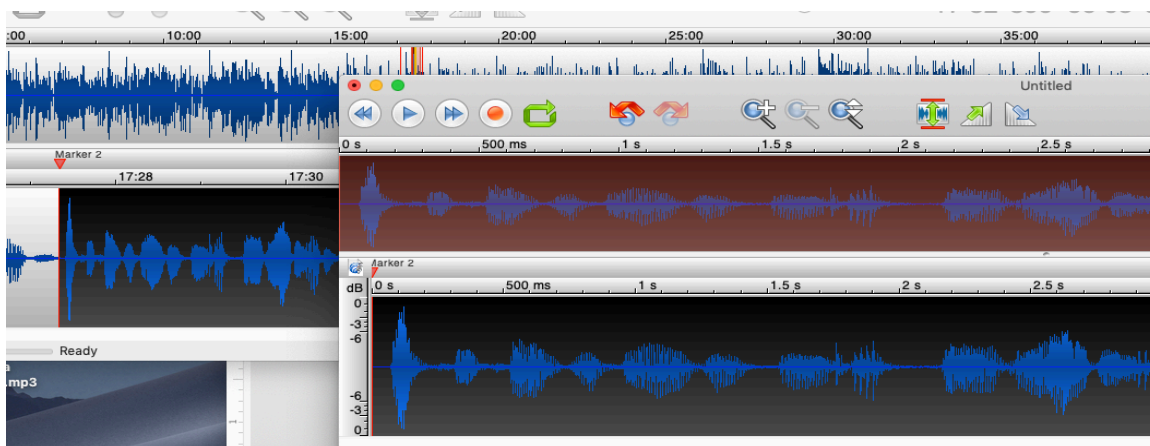 :00 10:00 15:00 20:00 25:00 30:00 35:00
Untitled
0 s 500 ms 1 s 1.5 s 2 s 2.5 s
Marker 2
17:28 17:30
Marker 2
dB 0 s 500 ms 1 s 1.5 s 2 s 2.5 s
0
-3
-6
-6
-3
0
Ready
.mp3